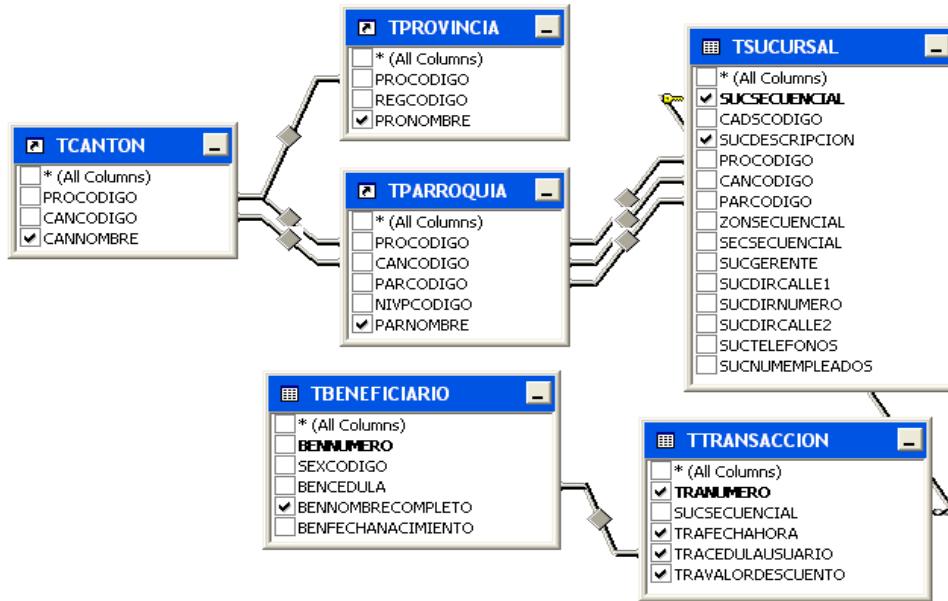 TPROVINCIA
* (All Columns)
PROCODIGO
REGCODIGO
PRONOMBRE
TCANTON
* (All Columns)
PROCODIGO
CANCODIGO
CANNOMBRE
TPARROQUIA
* (All Columns)
PROCODIGO
CANCODIGO
PARCODIGO
NIVPCODIGO
PARNOMBRE
TSUCURSAL
* (All Columns)
SUCSECUENCIAL
CADSCODIGO
SUCDESCRIPCION
PROCODIGO
CANCODIGO
PARCODIGO
ZONSECUENCIAL
SECSECUENCIAL
SUCGERENTE
SUCDIRCALLE1
SUCDIRNUMERO
SUCDIRCALLE2
SUCTELEFONOS
SUCNUMEMPLEADOS
TBENEFICIARIO
* (All Columns)
BENNUMERO
SEXCODIGO
BENCEDULA
BENNOMBRECOMPLETO
BENFECHANACIMIENTO
TTRANSACCION
* (All Columns)
TRANUMERO
SUCSECUENCIAL
TRAFECHAHORA
TRACEDULAUSUARIO
TRAVALORDESCUENTO